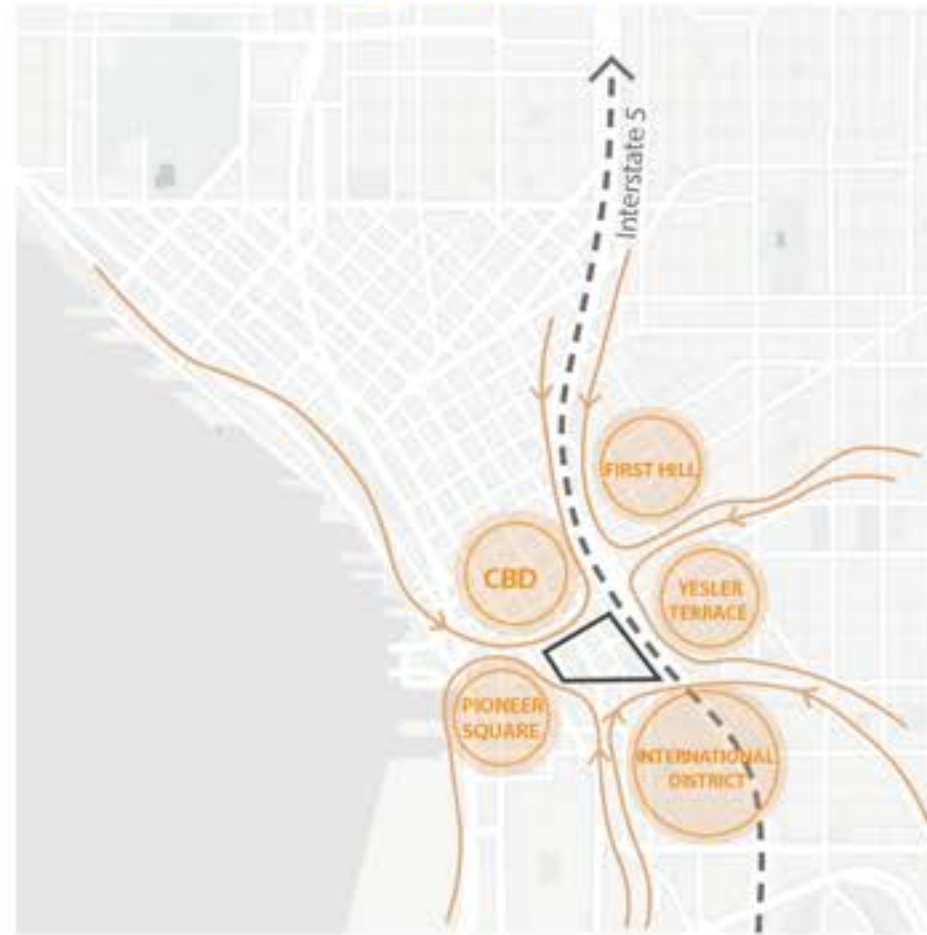 Interstate 5
FIRST HILL
CBD
YESLER
TERRACE
PIONEER
SQUARE
INTERNATIONAL
DISTRICT